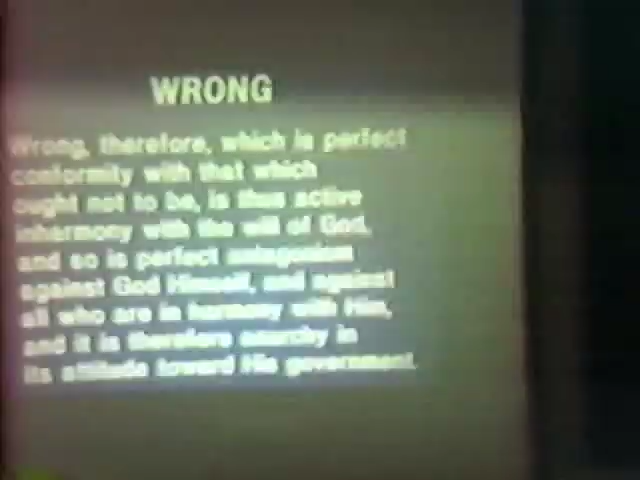 WRONG
Wrong, therefore, which is perfect
conformity with that which
ought not to be, is thus active
inharmony with the will of God,
and so is perfect antagonism
against God Himself, and against
all who are in harmony with Him,
and it is therefore anarchy in
its attitude toward His government.